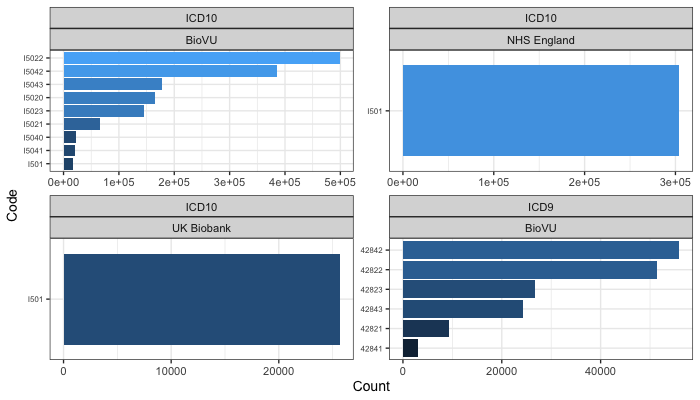 ICD10
BioVU
I5022
I5042
I5043
I5020
I5023
I5021
I5040
I5041
I501
0e+00 1e+05 2e+05 3e+05 4e+05 5e+05
ICD10
NHS England
I501
0e+00 1e+05 2e+05 3e+05
ICD10
UK Biobank
I501
0 10000 20000
ICD9
BioVU
42842
42822
42823
42843
42821
42841
0 20000 40000
Code
Count